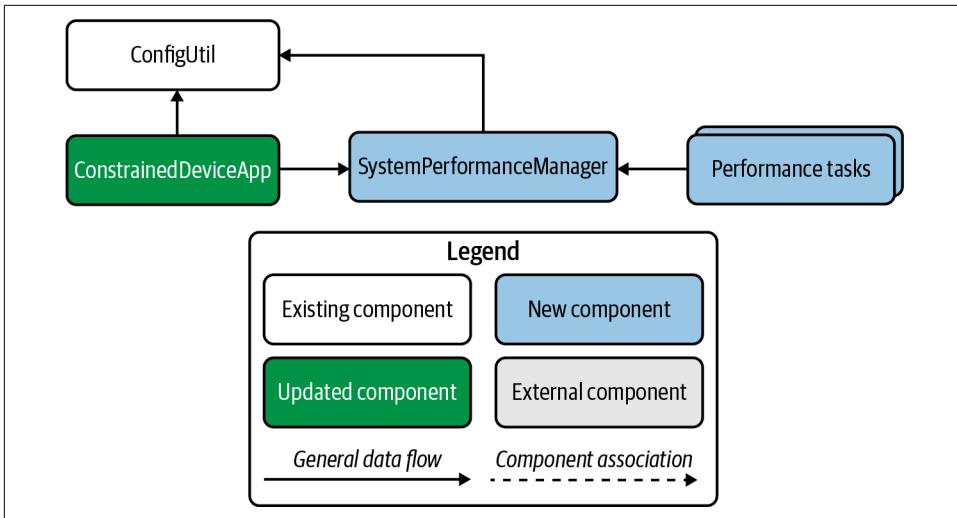 ConfigUtil
ConstrainedDeviceApp
SystemPerformanceManager
Performance tasks
Legend
Existing component
New component
Updated component
External component
General data flow
Component association